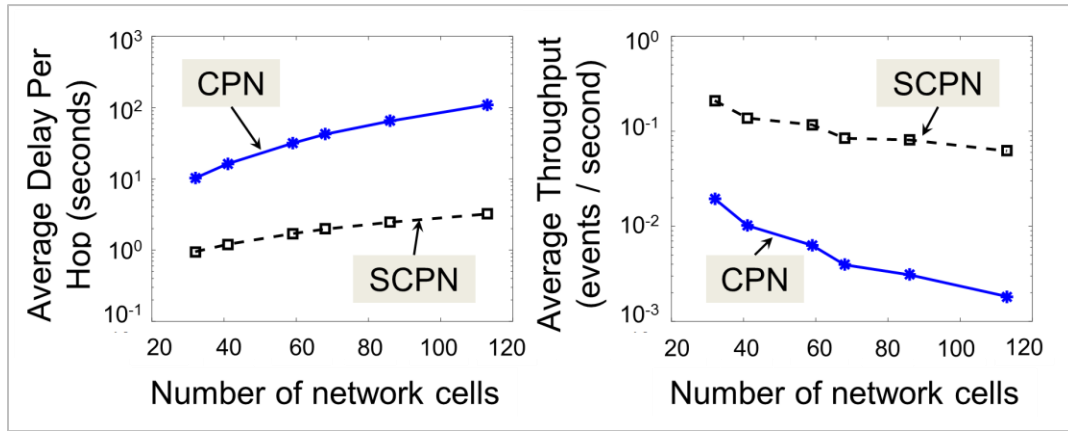 Average Delay Per
Hop (seconds)
10^3
10^2
10^1
10^0
10^-1
CPN
SCPN
20 40 60 80 100 120
Number of network cells
Average Throughput
(events / second)
10^0
10^-1
10^-2
10^-3
SCPN
CPN
20 40 60 80 100 120
Number of network cells